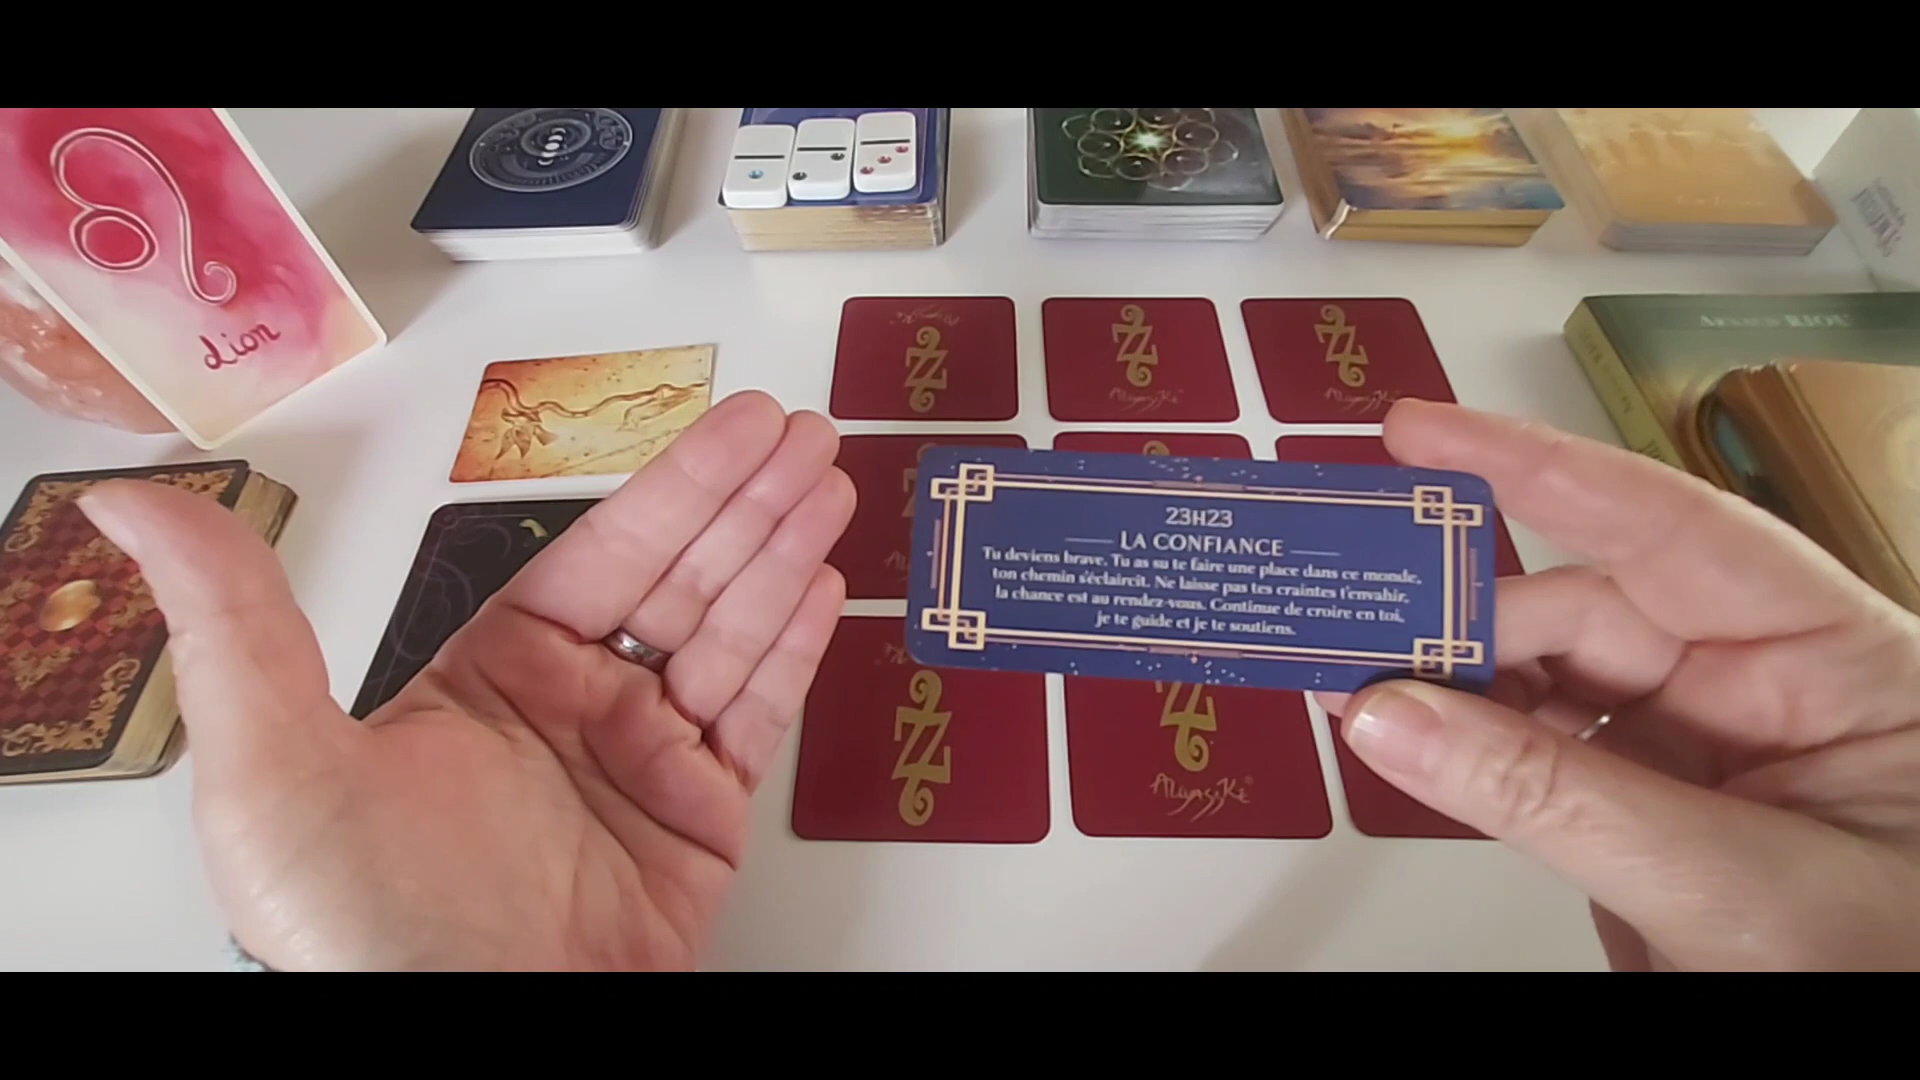 Lion
ARNAUD RIOU
23H23
LA CONFIANCE
Tu deviens brave. Tu as su te faire une place dans ce monde,
ton chemin s'éclaircit. Ne laisse pas tes craintes t'envahir,
la chance est au rendez-vous. Continue de croire en toi,
je te guide et je te soutiens.